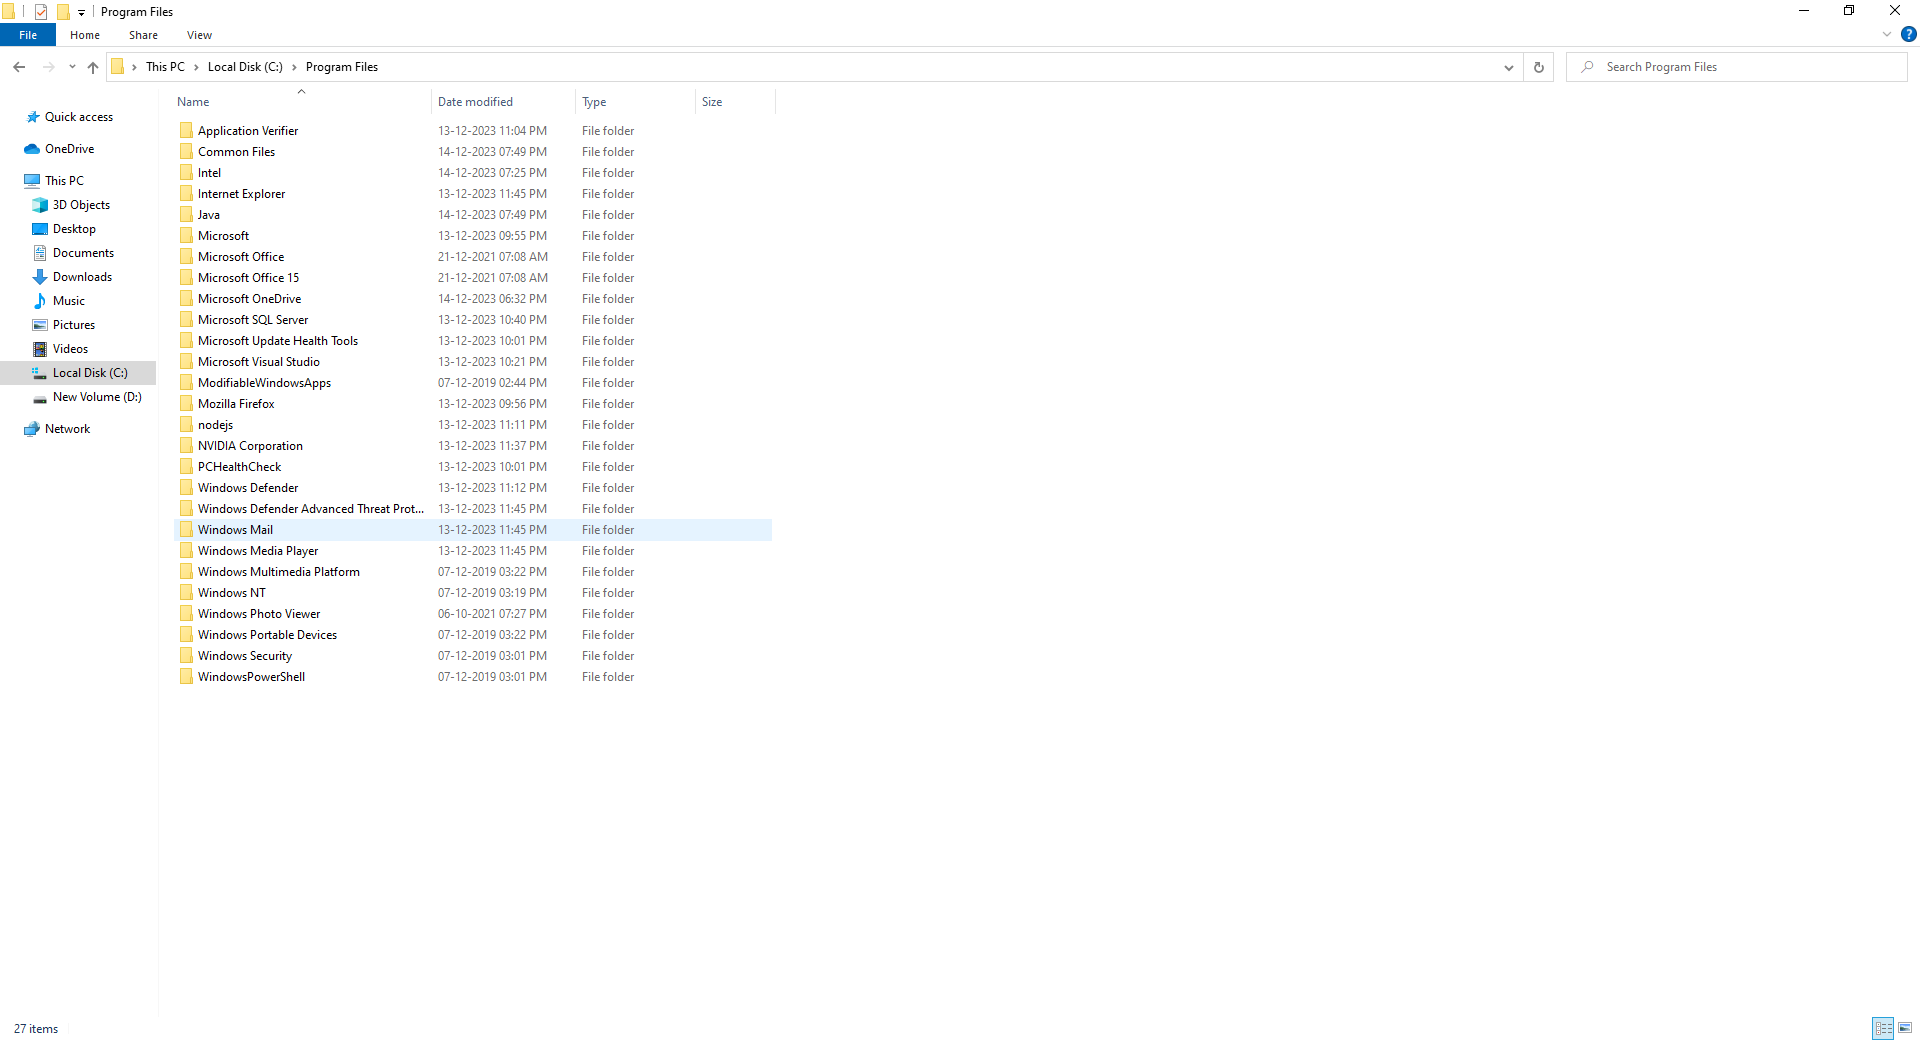 Program Files
File Home Share View
This PC Local Disk (C:) Program Files
Search Program Files
Quick access
OneDrive
This PC
3D Objects
Desktop
Documents
Downloads
Music
Pictures
Videos
Local Disk (C:)
New Volume (D:)
Network
Name Date modified Type Size
Application Verifier 13-12-2023 11:04 PM File folder
Common Files 14-12-2023 07:49 PM File folder
Intel 14-12-2023 07:25 PM File folder
Internet Explorer 13-12-2023 11:45 PM File folder
Java 14-12-2023 07:49 PM File folder
Microsoft 13-12-2023 09:55 PM File folder
Microsoft Office 21-12-2021 07:08 AM File folder
Microsoft Office 15 21-12-2021 07:08 AM File folder
Microsoft OneDrive 14-12-2023 06:32 PM File folder
Microsoft SQL Server 13-12-2023 10:40 PM File folder
Microsoft Update Health Tools 13-12-2023 10:01 PM File folder
Microsoft Visual Studio 13-12-2023 10:21 PM File folder
ModifiableWindowsApps 07-12-2019 02:44 PM File folder
Mozilla Firefox 13-12-2023 09:56 PM File folder
nodejs 13-12-2023 11:11 PM File folder
NVIDIA Corporation 13-12-2023 11:37 PM File folder
PCHealthCheck 13-12-2023 10:01 PM File folder
Windows Defender 13-12-2023 11:12 PM File folder
Windows Defender Advanced Threat Prot... 13-12-2023 11:45 PM File folder
Windows Mail 13-12-2023 11:45 PM File folder
Windows Media Player 13-12-2023 11:45 PM File folder
Windows Multimedia Platform 07-12-2019 03:22 PM File folder
Windows NT 07-12-2019 03:19 PM File folder
Windows Photo Viewer 06-10-2021 07:27 PM File folder
Windows Portable Devices 07-12-2019 03:22 PM File folder
Windows Security 07-12-2019 03:01 PM File folder
WindowsPowerShell 07-12-2019 03:01 PM File folder
27 items